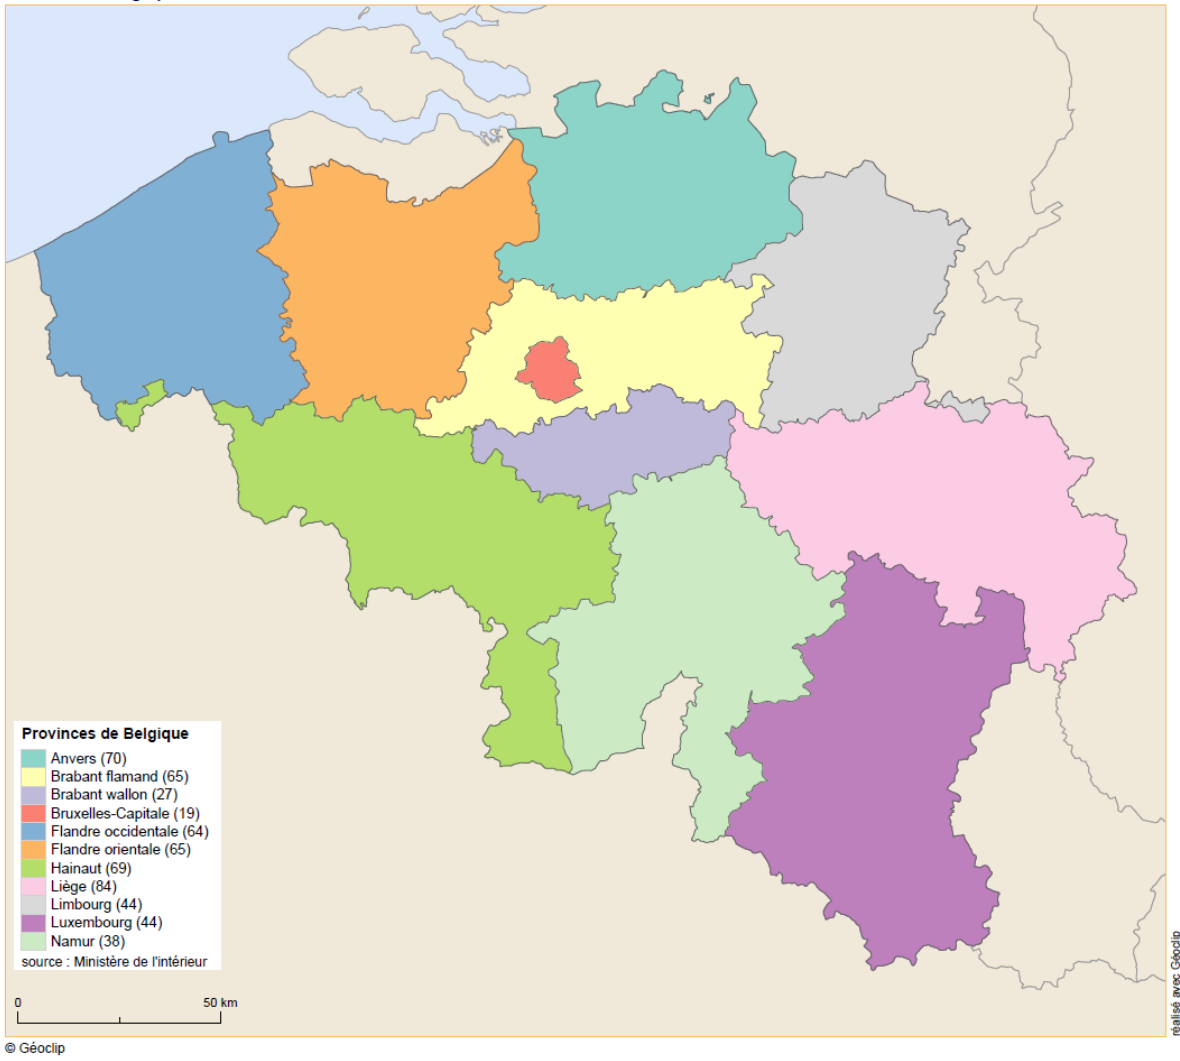 Provinces de Belgique
Anvers (70)
Brabant flamand (65)
Brabant wallon (27)
Bruxelles-Capitale (19)
Flandre occidentale (64)
Flandre orientale (65)
Hainaut (69)
Liège (84)
Limbourg (44)
Luxembourg (44)
Namur (38)
source : Ministère de l'intérieur
0 50 km
© Géoclip
réalisé avec Géoclip